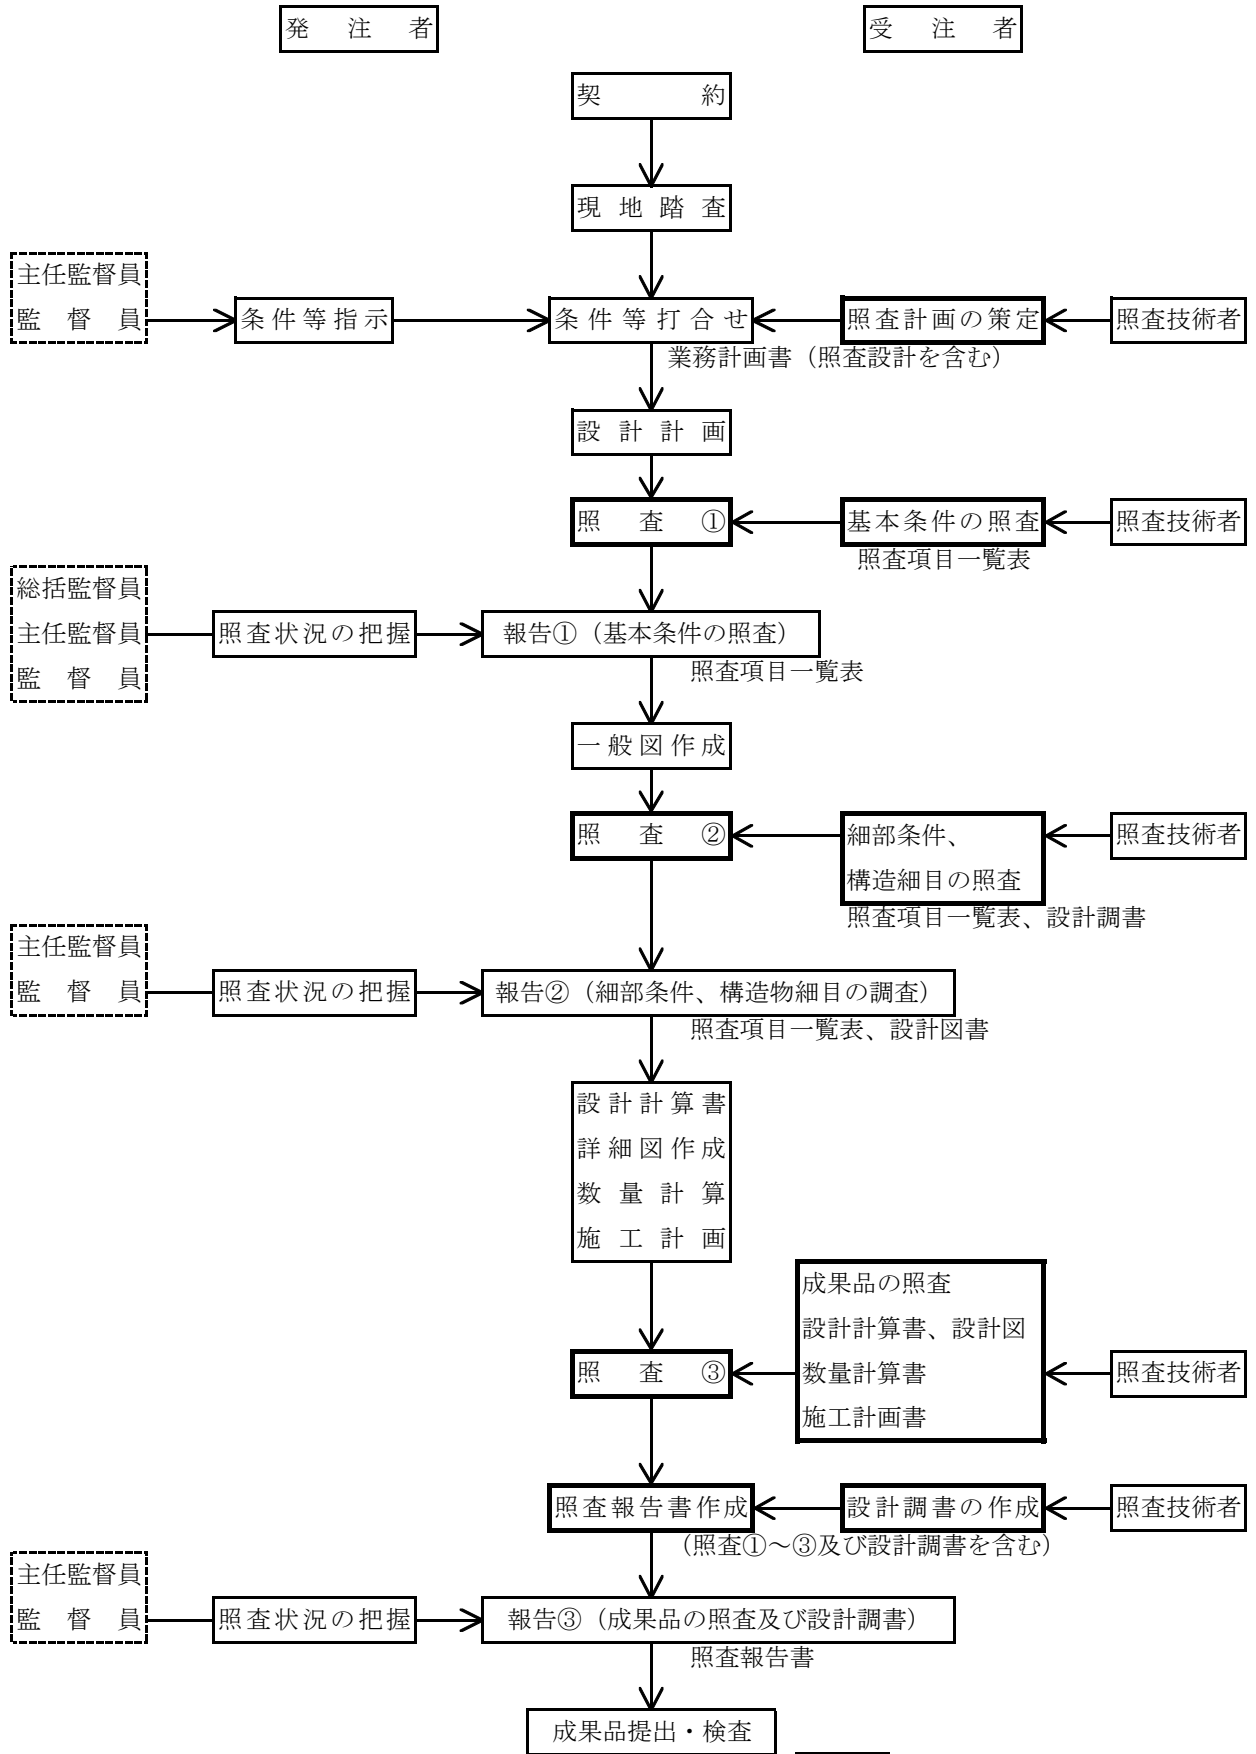 発注者
受注者
契約
現地踏査
主任監督員
監督員
条件等指示
条件等打合せ
照査計画の策定
照査技術者
業務計画書（照査設計を含む）
設計計画
照査①
基本条件の照査
照査技術者
照査項目一覧表
総括監督員
主任監督員
監督員
照査状況の把握
報告①（基本条件の照査）
照査項目一覧表
一般図作成
照査②
細部条件、
構造細目の照査
照査技術者
照査項目一覧表、設計調書
主任監督員
監督員
照査状況の把握
報告②（細部条件、構造物細目の調査）
照査項目一覧表、設計図書
設計計算書
詳細図作成
数量計算
施工計画
成果品の照査
設計計算書、設計図
数量計算書
施工計画書
照査③
照査技術者
照査報告書作成
設計調書の作成
照査技術者
（照査①～③及び設計調書を含む）
主任監督員
監督員
照査状況の把握
報告③（成果品の照査及び設計調書）
照査報告書
成果品提出・検査